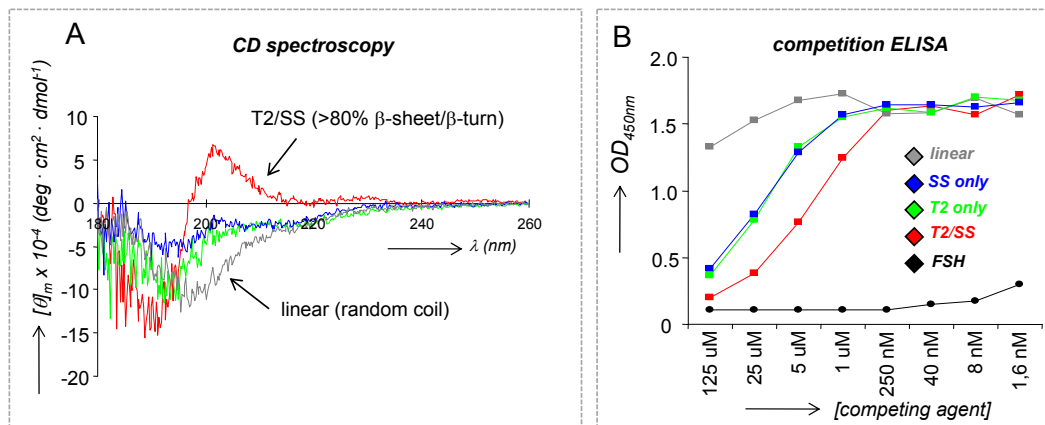 A
CD spectroscopy
T2/SS (>80% β-sheet/β-turn)
10
5
0
-5
-10
-15
-20
180
200
220
240
260
λ (nm)
[θ]m x 10-4 (deg · cm2 · dmol-1)
linear (random coil)
B
competition ELISA
2.0
1.5
1.0
0.5
0
OD450nm
linear
SS only
T2 only
T2/SS
FSH
125 uM
25 uM
5 uM
1 uM
250 nM
40 nM
8 nM
1,6 nM
[competing agent]